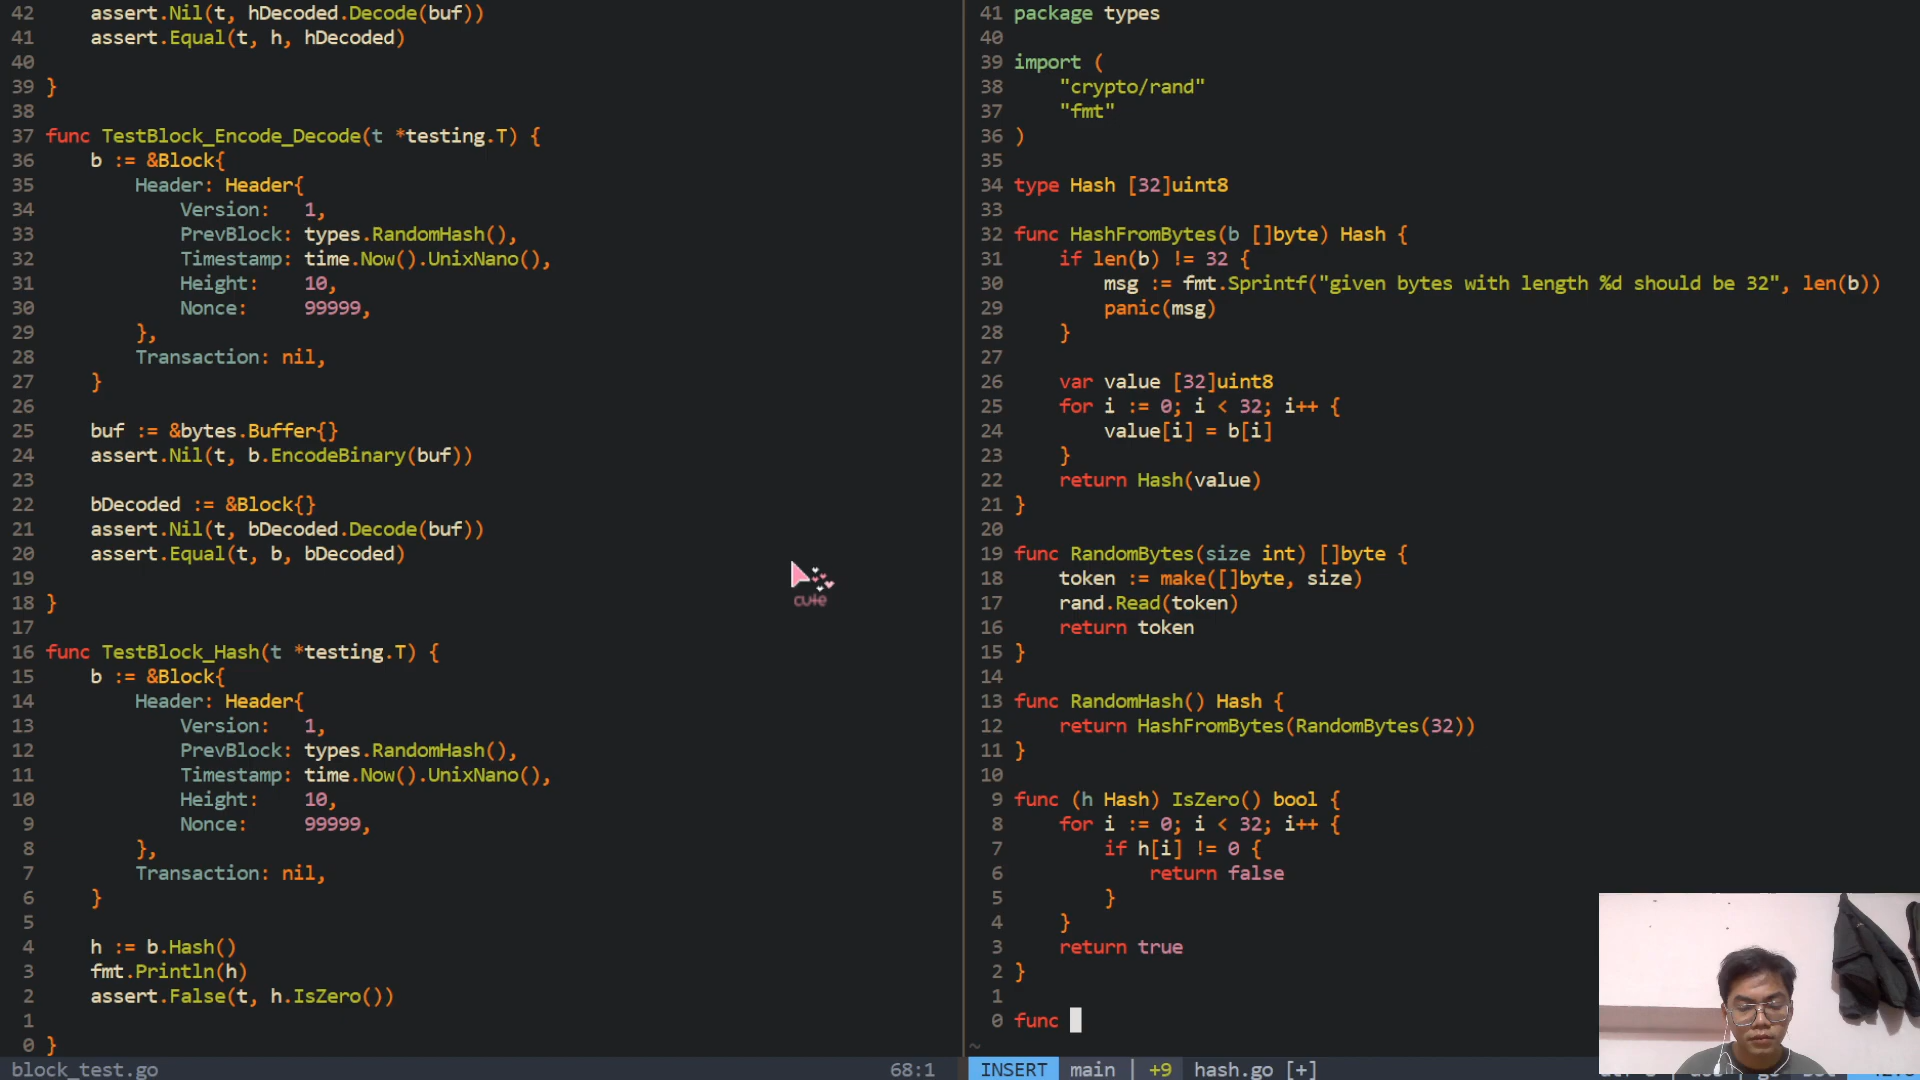 42 assert.Nil(t, hDecoded.Decode(buf))
41 assert.Equal(t, h, hDecoded)
40
39 }
38
37 func TestBlock_Encode_Decode(t *testing.T) {
36 b := &Block{
35 Header: Header{
34 Version: 1,
33 PrevBlock: types.RandomHash(),
32 Timestamp: time.Now().UnixNano(),
31 Height: 10,
30 Nonce: 99999,
29 },
28 Transaction: nil,
27 }
26
25 buf := &bytes.Buffer{}
24 assert.Nil(t, b.EncodeBinary(buf))
23
22 bDecoded := &Block{}
21 assert.Nil(t, bDecoded.Decode(buf))
20 assert.Equal(t, b, bDecoded)
19
18 }
17
16 func TestBlock_Hash(t *testing.T) {
15 b := &Block{
14 Header: Header{
13 Version: 1,
12 PrevBlock: types.RandomHash(),
11 Timestamp: time.Now().UnixNano(),
10 Height: 10,
9 Nonce: 99999,
8 },
7 Transaction: nil,
6 }
5
4 h := b.Hash()
3 fmt.Println(h)
2 assert.False(t, h.IsZero())
1
0 }
block_test.go 68:1
cute
41 package types
40
39 import (
38 "crypto/rand"
37 "fmt"
36 )
35
34 type Hash [32]uint8
33
32 func HashFromBytes(b []byte) Hash {
31 if len(b) != 32 {
30 msg := fmt.Sprintf("given bytes with length %d should be 32", len(b))
29 panic(msg)
28 }
27
26 var value [32]uint8
25 for i := 0; i < 32; i++ {
24 value[i] = b[i]
23 }
22 return Hash(value)
21 }
20
19 func RandomBytes(size int) []byte {
18 token := make([]byte, size)
17 rand.Read(token)
16 return token
15 }
14
13 func RandomHash() Hash {
12 return HashFromBytes(RandomBytes(32))
11 }
10
9 func (h Hash) IsZero() bool {
8 for i := 0; i < 32; i++ {
7 if h[i] != 0 {
6 return false
5 }
4 }
3 return true
2 }
1
0 func
~
INSERT main | +9 hash.go [+]